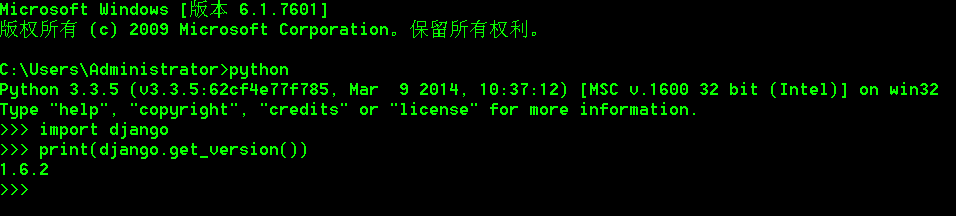 Microsoft Windows [版本 6.1.7601]
版权所有 (c) 2009 Microsoft Corporation。保留所有权利。
C:\Users\Administrator>python
Python 3.3.5 (v3.3.5:62cf4e77f785, Mar  9 2014, 10:37:12) [MSC v.1600 32 bit (Intel)] on win32
Type "help", "copyright", "credits" or "license" for more information.
>>> import django
>>> print(django.get_version())
1.6.2
>>>